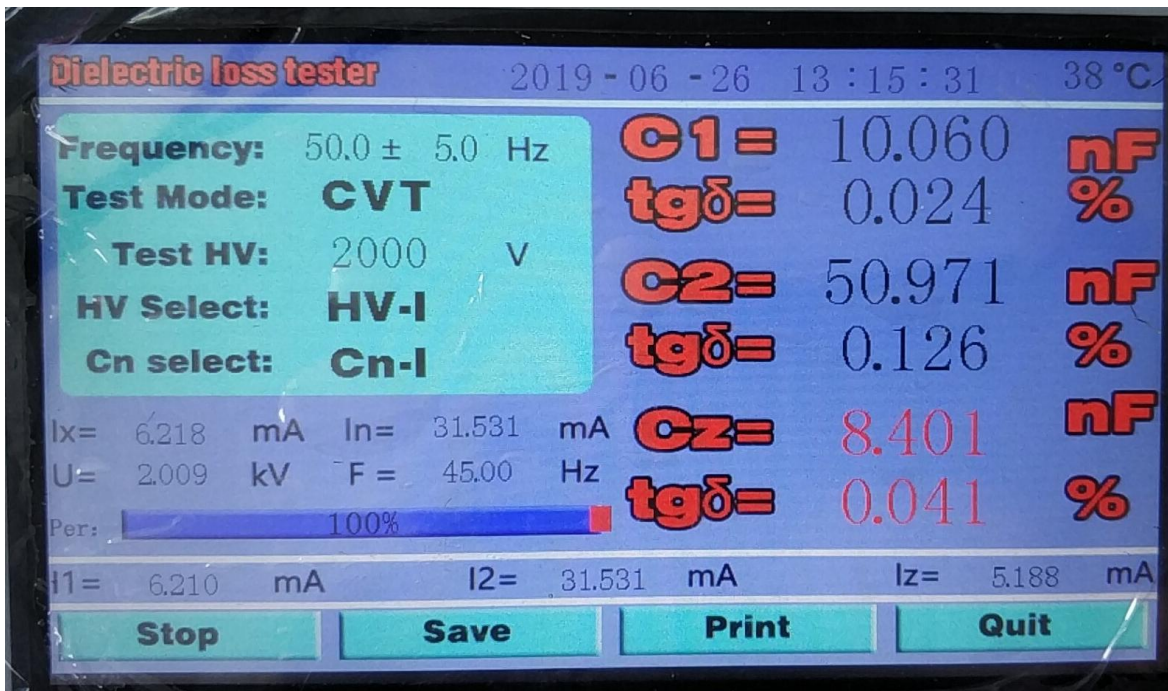 Dielectric loss tester 2019 - 06 - 26 13 : 15 : 31 38 °C
Frequency: 50.0 ± 5.0 Hz
Test Mode: CVT
Test HV: 2000 V
HV Select: HV-I
Cn select: Cn-I
C1= 10.060 nF
tgδ= 0.024 %
C2= 50.971 nF
tgδ= 0.126 %
Cz= 8.401 nF
tgδ= 0.041 %
Ix= 6.218 mA In= 31.531 mA
U= 2.009 kV F = 45.00 Hz
Per: 100%
I1= 6.210 mA I2= 31.531 mA Iz= 5.188 mA
Stop Save Print Quit